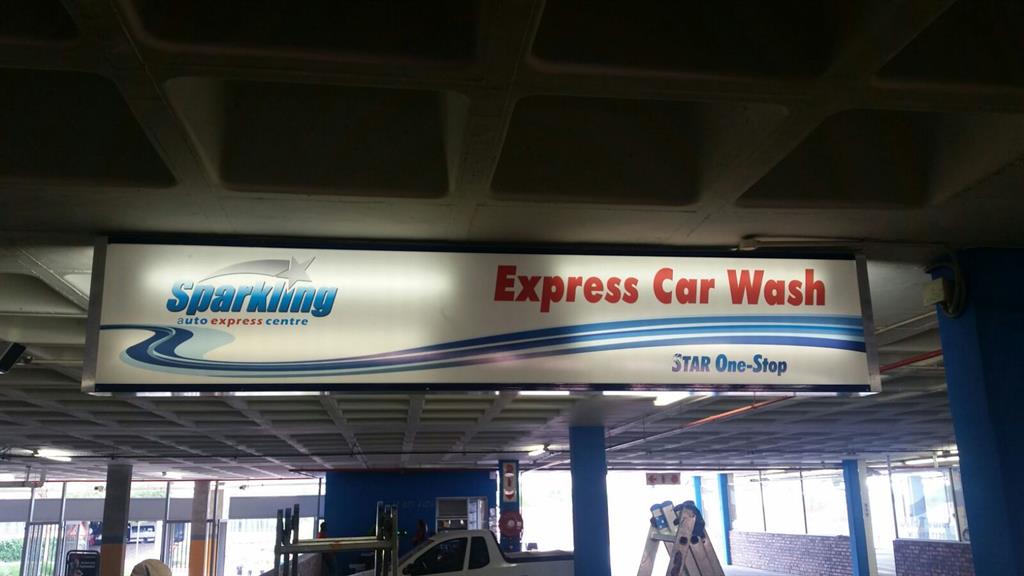 Sparkling
auto express centre
Express Car Wash
STAR One-Stop